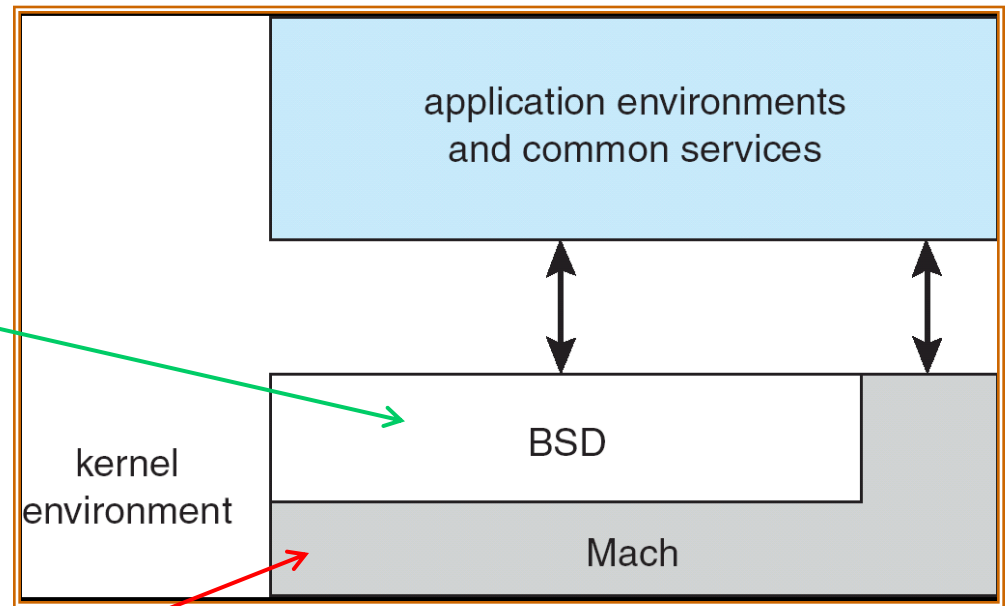 application environments
and common services
BSD
kernel
environment
Mach